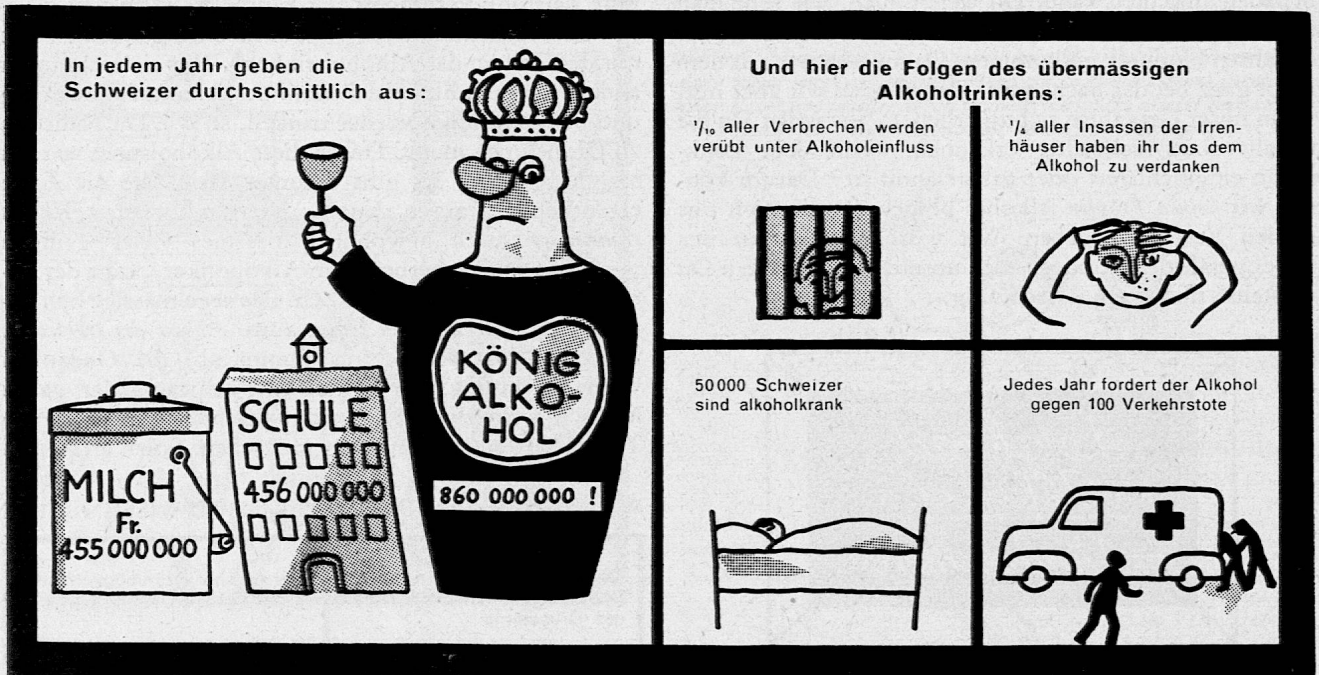 In jedem Jahr geben die
Schweizer durchschnittlich aus:
MILCH
Fr.
455 000 000
SCHULE
456 000 000
KÖNIG
ALKO-
HOL
860 000 000 !
Und hier die Folgen des übermässigen
Alkoholtrinkens:
1/10 aller Verbrechen werden
verübt unter Alkoholeinfluss
1/4 aller Insassen der Irren-
häuser haben ihr Los dem
Alkohol zu verdanken
50 000 Schweizer
sind alkoholkrank
Jedes Jahr fordert der Alkohol
gegen 100 Verkehrstote